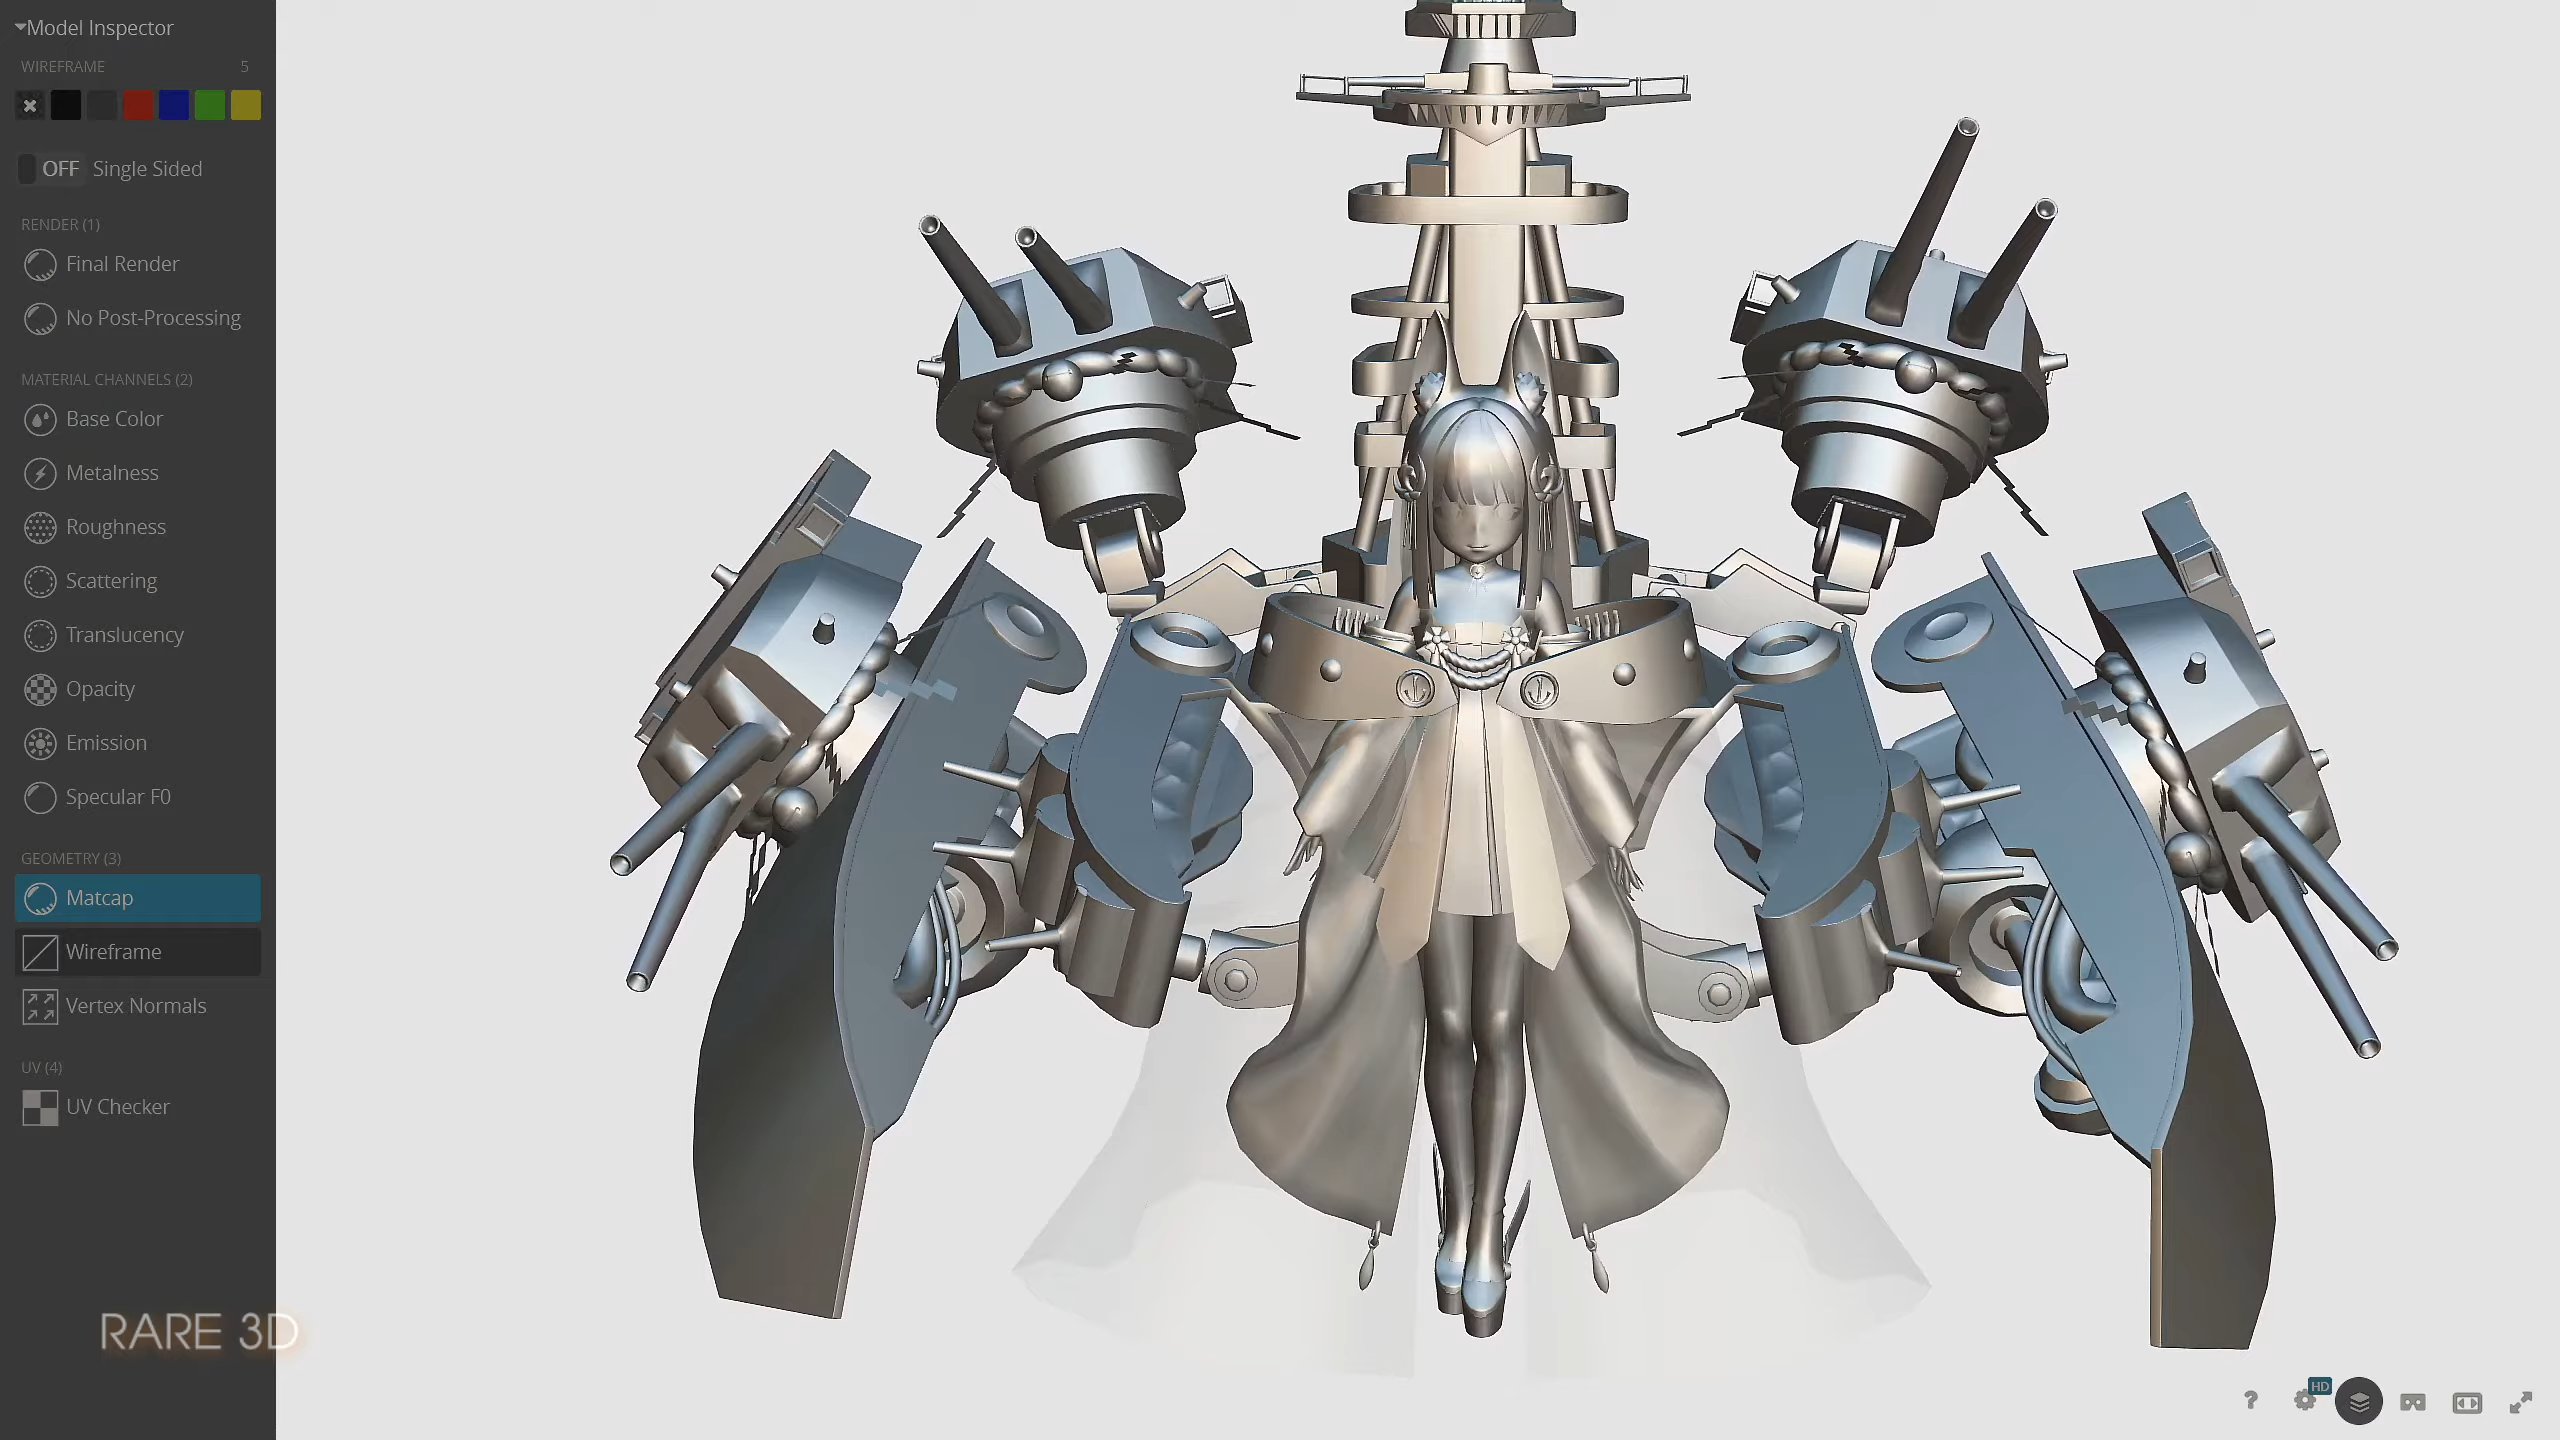 Model Inspector
WIREFRAME 5
OFF Single Sided
RENDER (1)
Final Render
No Post-Processing
MATERIAL CHANNELS (2)
Base Color
Metalness
Roughness
Scattering
Translucency
Opacity
Emission
Specular F0
GEOMETRY (3)
Matcap
Wireframe
Vertex Normals
UV (4)
UV Checker
RARE 3D
HD
?